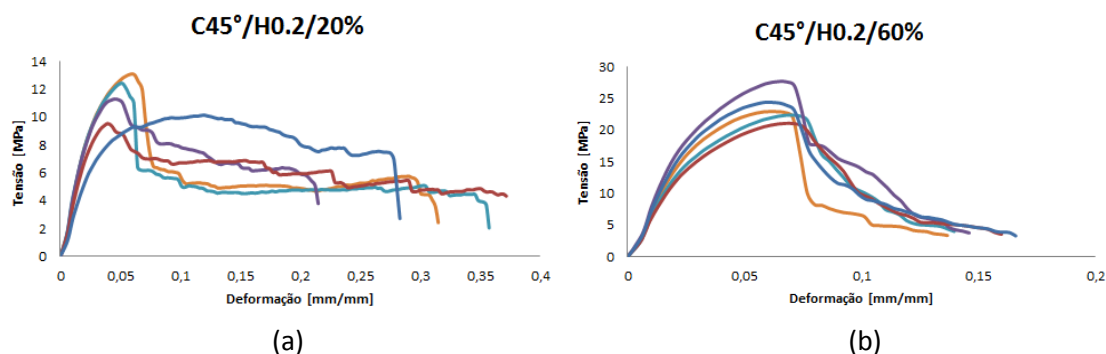 C45°/H0.2/20%
Tensão [MPa]
14
12
10
8
6
4
2
0
0 0,05 0,1 0,15 0,2 0,25 0,3 0,35 0,4
Deformação [mm/mm]
(a)
C45°/H0.2/60%
Tensão [MPa]
30
25
20
15
10
5
0
0 0,05 0,1 0,15 0,2
Deformação [mm/mm]
(b)